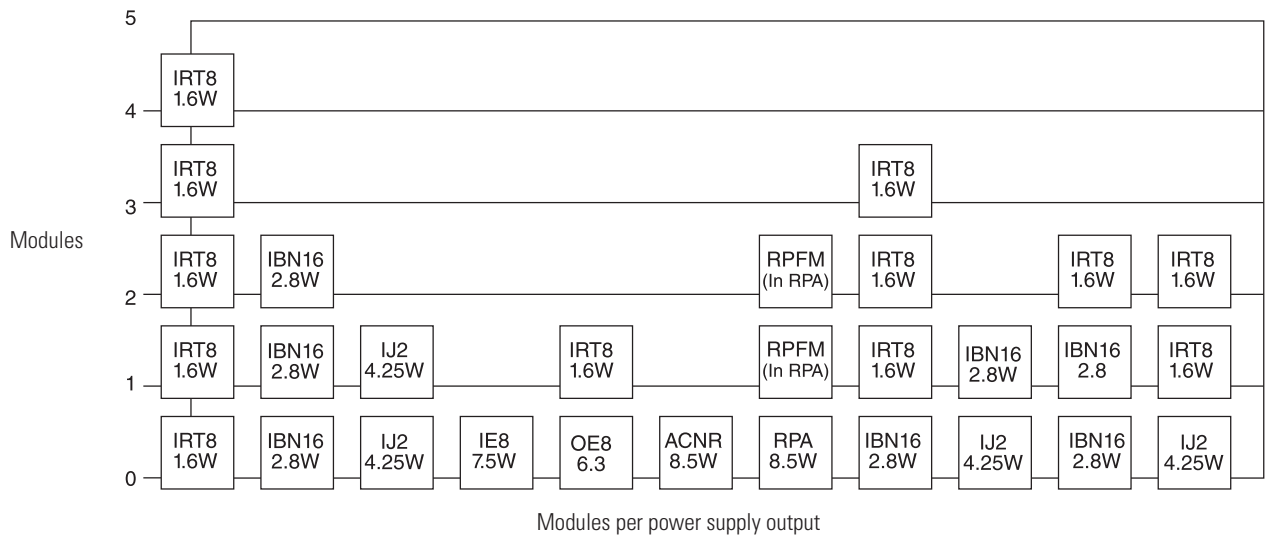 5
IRT8
1.6W
4
IRT8
1.6W
IRT8
1.6W
3
Modules
IRT8
1.6W
IBN16
2.8W
RPFM
(In RPA)
IRT8
1.6W
IRT8
1.6W
IRT8
1.6W
2
IRT8
1.6W
IBN16
2.8W
IJ2
4.25W
IRT8
1.6W
RPFM
(In RPA)
IRT8
1.6W
IBN16
2.8W
IBN16
2.8
IRT8
1.6W
1
IRT8
1.6W
IBN16
2.8W
IJ2
4.25W
IE8
7.5W
OE8
6.3
ACNR
8.5W
RPA
8.5W
IBN16
2.8W
IJ2
4.25W
IBN16
2.8W
IJ2
4.25W
0
Modules per power supply output